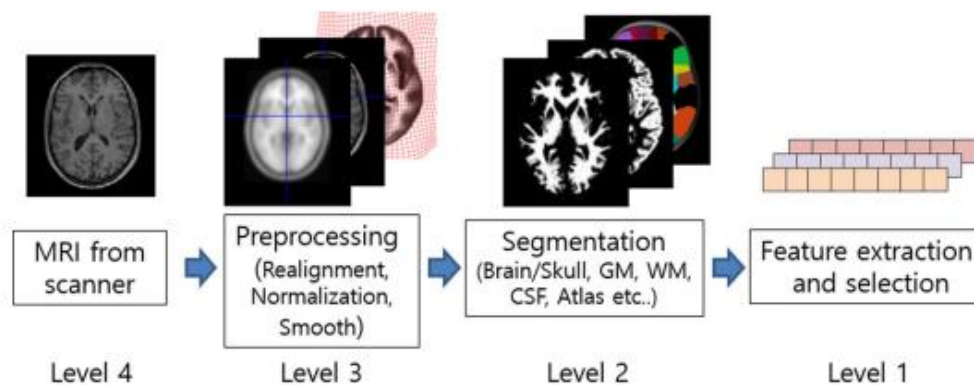 MRI from
scanner
Preprocessing
(Realignment,
Normalization,
Smooth)
Segmentation
(Brain/Skull, GM, WM,
CSF, Atlas etc..)
Feature extraction
and selection
Level 4
Level 3
Level 2
Level 1